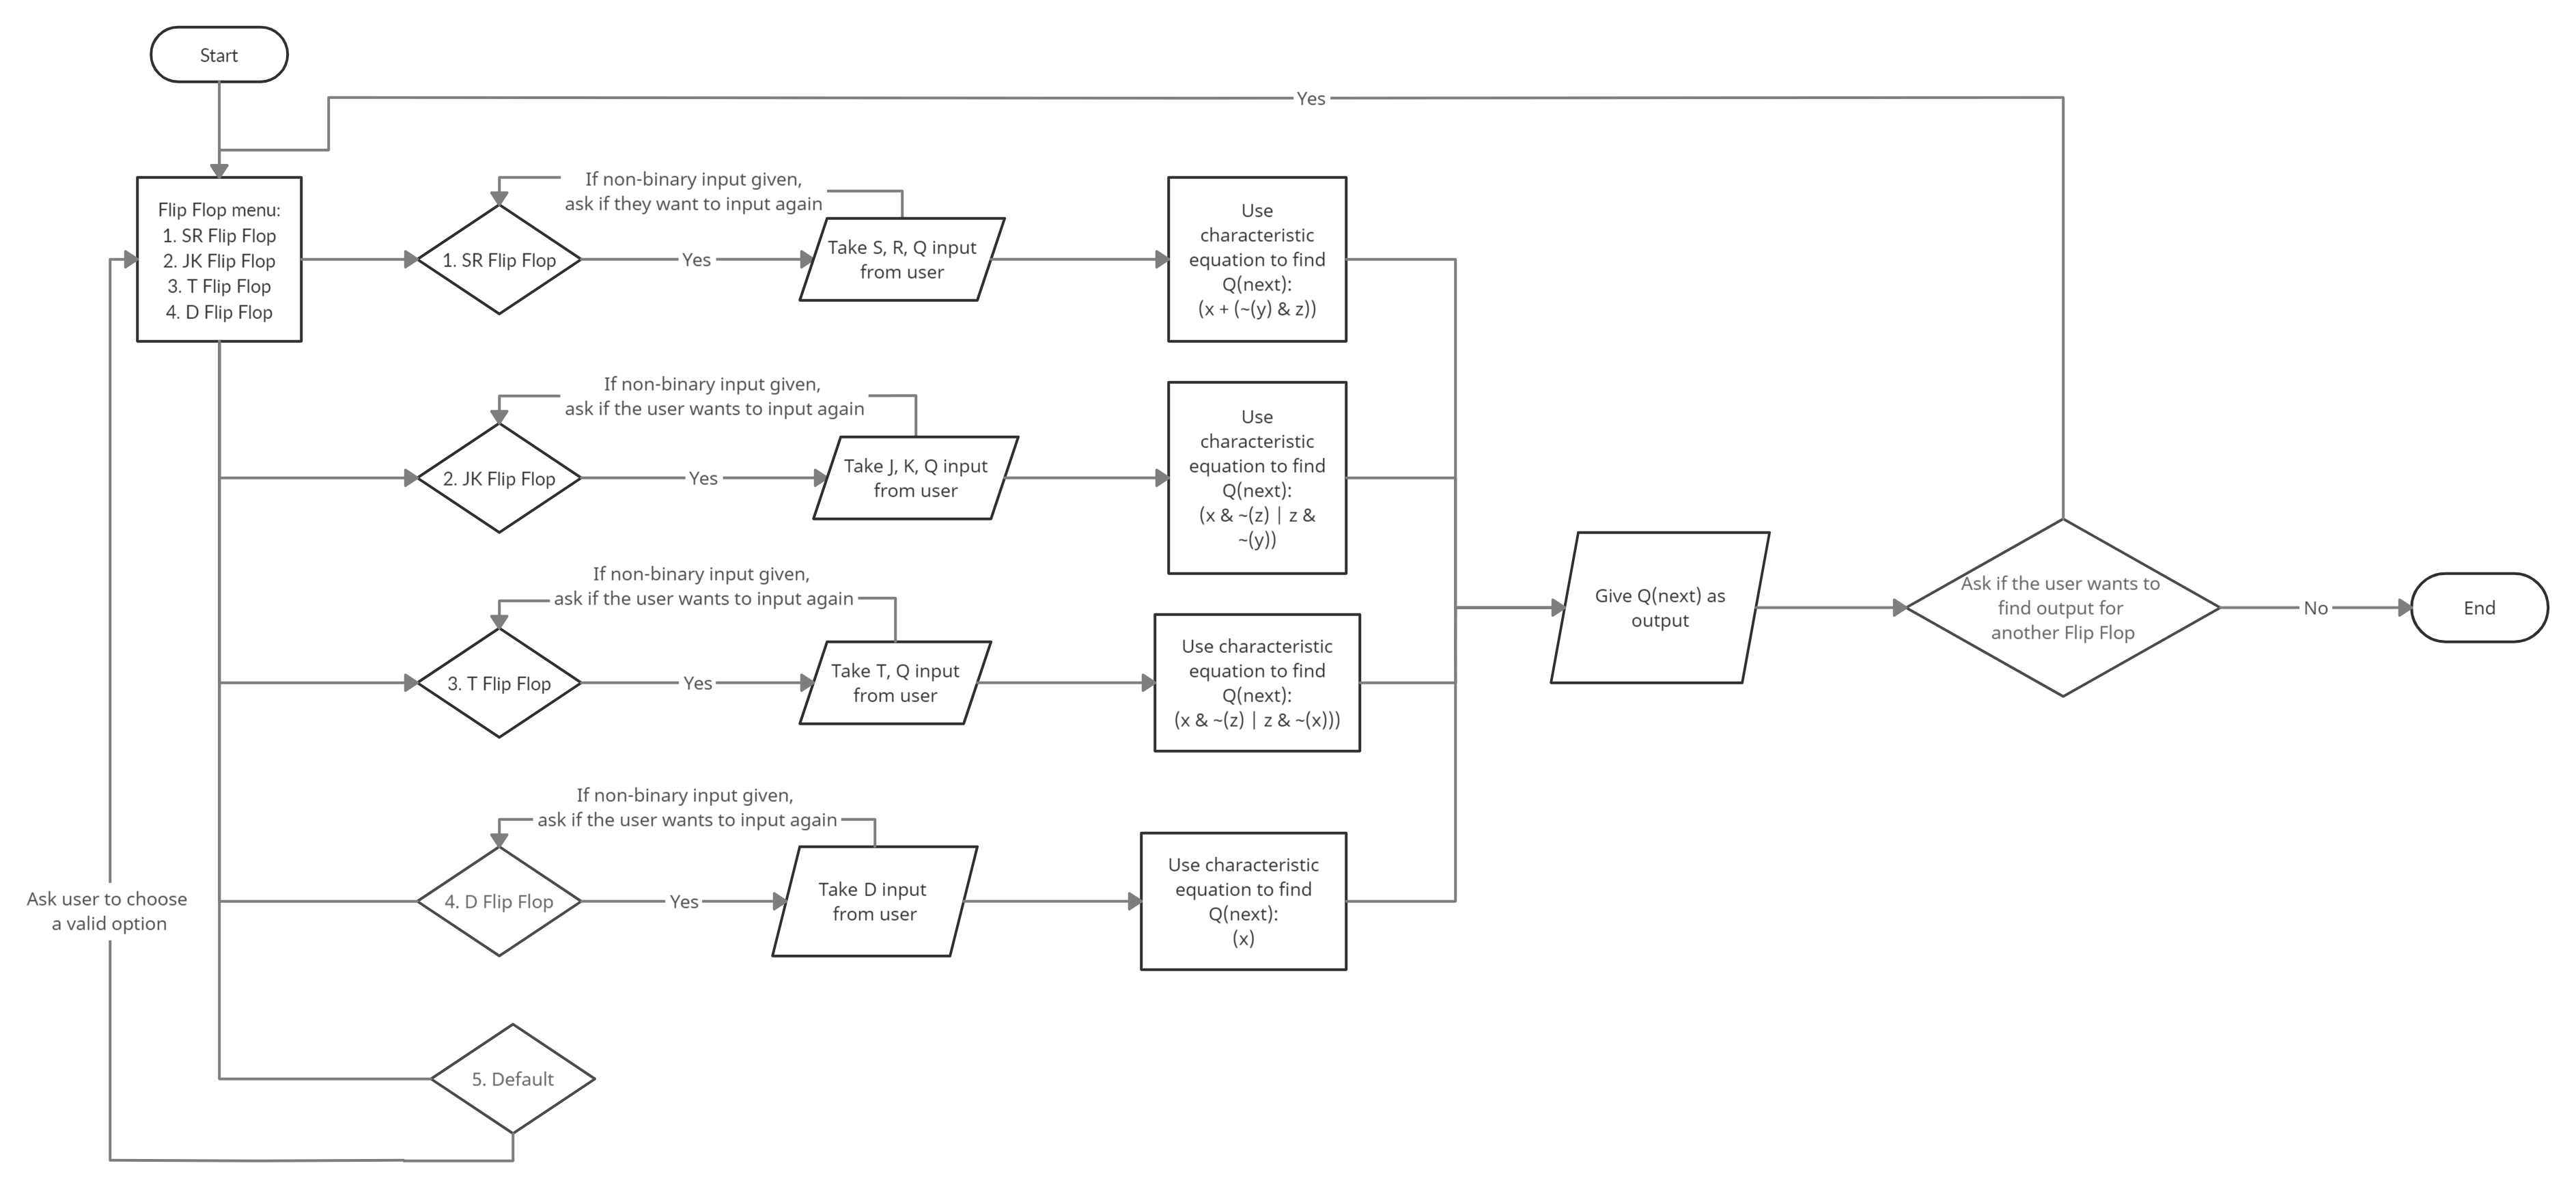 Start
Yes
Flip Flop menu:
1. SR Flip Flop
2. JK Flip Flop
3. T Flip Flop
4. D Flip Flop
If non-binary input given,
ask if they want to input again
1. SR Flip Flop
Yes
Take S, R, Q input
from user
Use
characteristic
equation to find
Q(next):
(x + (~(y) & z))
If non-binary input given,
ask if the user wants to input again
2. JK Flip Flop
Yes
Take J, K, Q input
from user
Use
characteristic
equation to find
Q(next):
(x & ~(z) | z &
~(y))
If non-binary input given,
ask if the user wants to input again
3. T Flip Flop
Yes
Take T, Q input
from user
Use characteristic
equation to find
Q(next):
(x & ~(z) | z & ~(x)))
Give Q(next) as
output
Ask if the user wants to
find output for
another Flip Flop
No
End
If non-binary input given,
ask if the user wants to input again
4. D Flip Flop
Yes
Take D input
from user
Use characteristic
equation to find
Q(next):
(x)
Ask user to choose
a valid option
5. Default